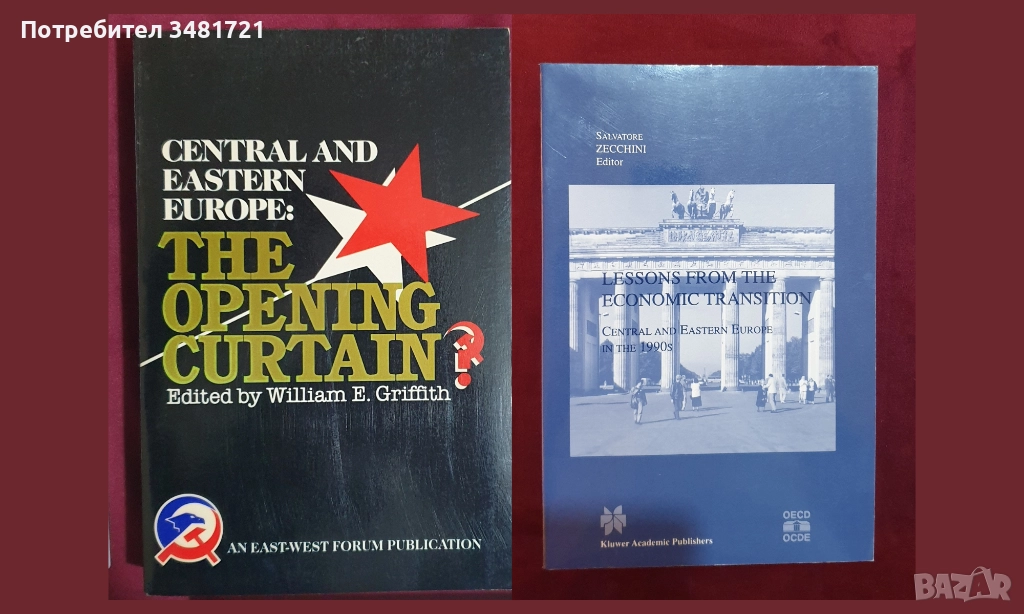 Потребител 3481721
CENTRAL AND
EASTERN
EUROPE:
THE
OPENING
CURTAIN?
Edited by William E. Griffith
AN EAST-WEST FORUM PUBLICATION
SALVATORE
ZECCHINI
Editor
LESSONS FROM THE
ECONOMIC TRANSITION
CENTRAL AND EASTERN EUROPE
IN THE 1990S
Kluwer Academic Publishers
OECD
OCDE
BAZAR